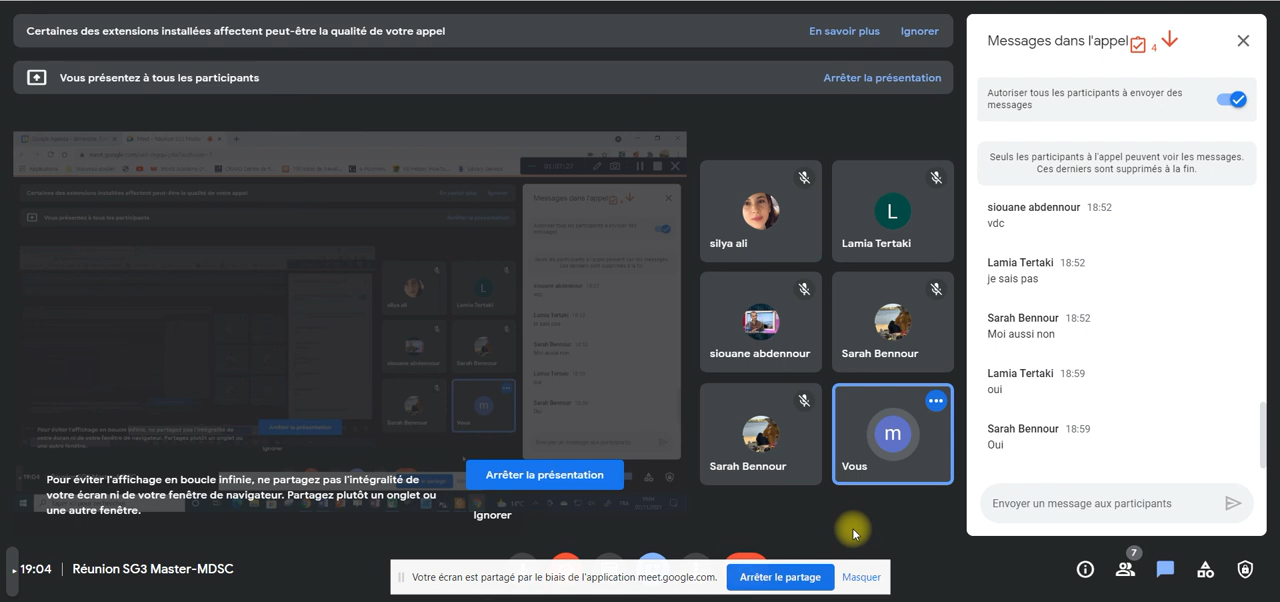 Certaines des extensions installées affectent peut-être la qualité de votre appel
En savoir plus
Ignorer
Vous présentez à tous les participants
Arrêter la présentation
Pour éviter l'affichage en boucle infinie, ne partagez pas l'intégralité de
votre écran ni de votre fenêtre de navigateur. Partagez plutôt un onglet ou
une autre fenêtre.
Arrêter la présentation
Ignorer
silya ali
L
Lamia Tertaki
siouane abdennour
Sarah Bennour
Sarah Bennour
m
Vous
Messages dans l'appel
4
Autoriser tous les participants à envoyer des
messages
Seuls les participants à l'appel peuvent voir les messages.
Ces derniers sont supprimés à la fin.
siouane abdennour 18:52
vdc
Lamia Tertaki 18:52
je sais pas
Sarah Bennour 18:52
Moi aussi non
Lamia Tertaki 18:59
oui
Sarah Bennour 18:59
Oui
Envoyer un message aux participants
19:04 | Réunion SG3 Master-MDSC
Votre écran est partagé par le biais de l'application meet.google.com.
Arrêter le partage
Masquer
7